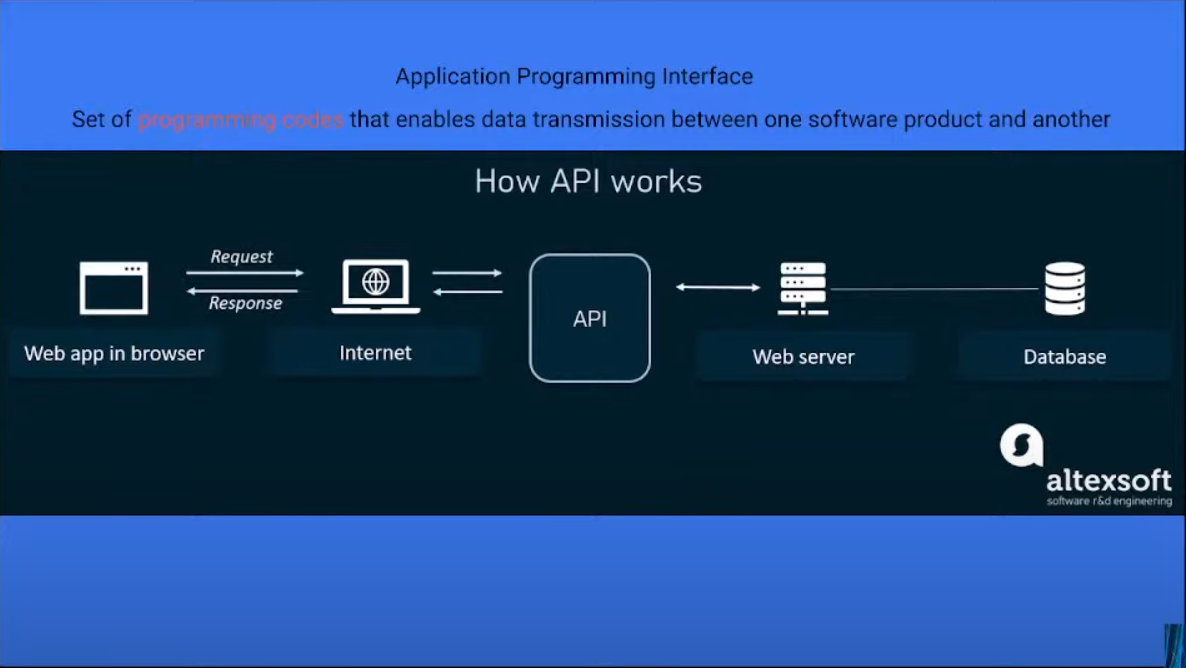 Application Programming Interface
Set of programming codes that enables data transmission between one software product and another
How API works
Request
Response
API
Web app in browser
Internet
Web server
Database
altexsoft
software r&d engineering